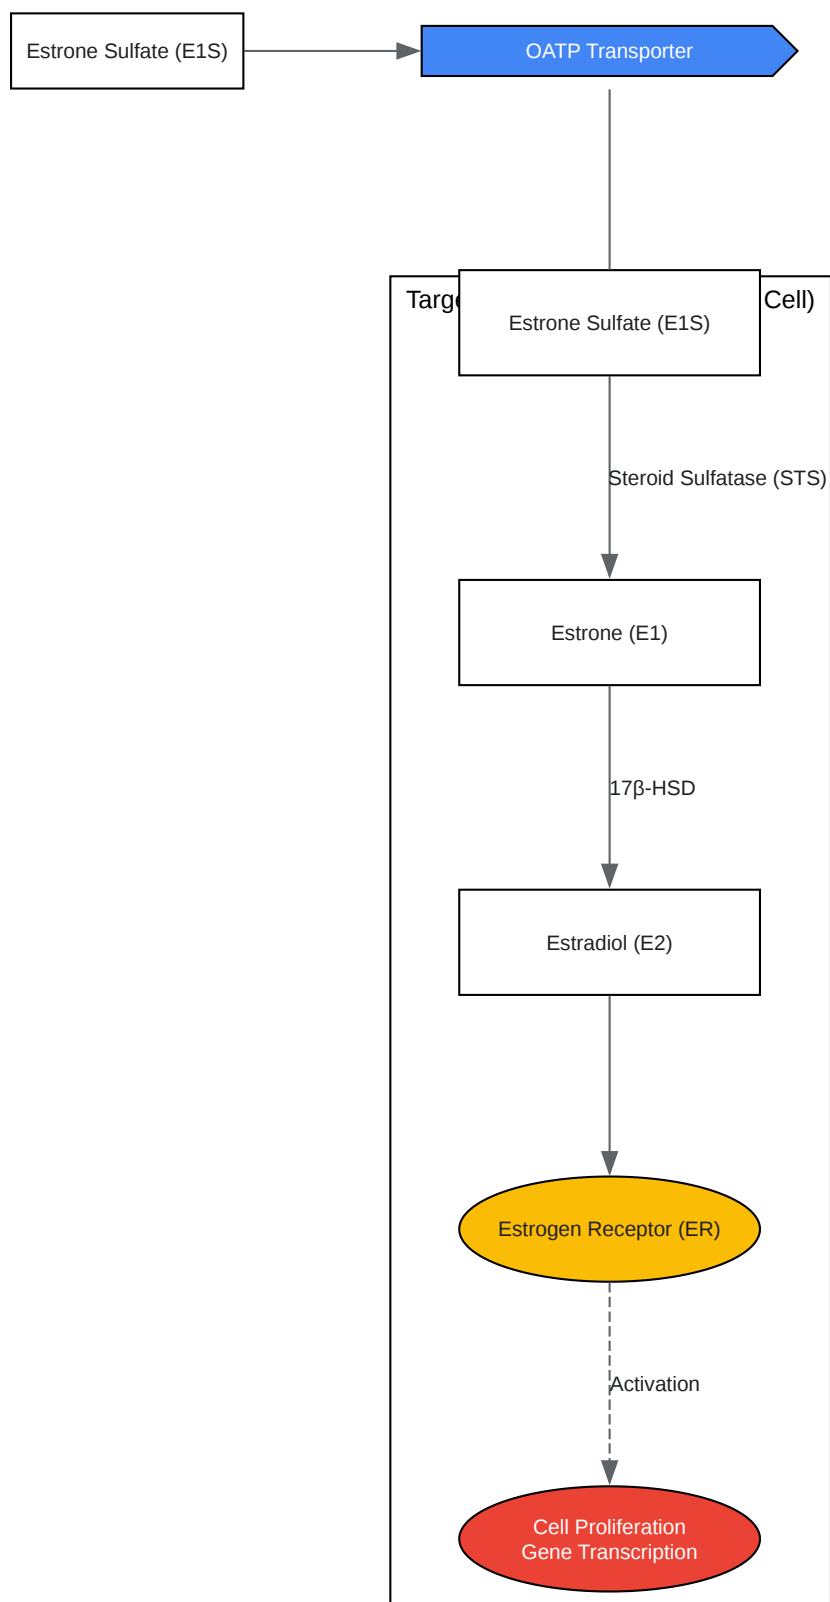 Estrone Sulfate (E1S)
OATP Transporter
Cell)
Estrone Sulfate (E1S)
Steroid Sulfatase (STS)
Estrone (E1)
17β-HSD
Estradiol (E2)
Estrogen Receptor (ER)
Activation
Cell Proliferation
Gene Transcription